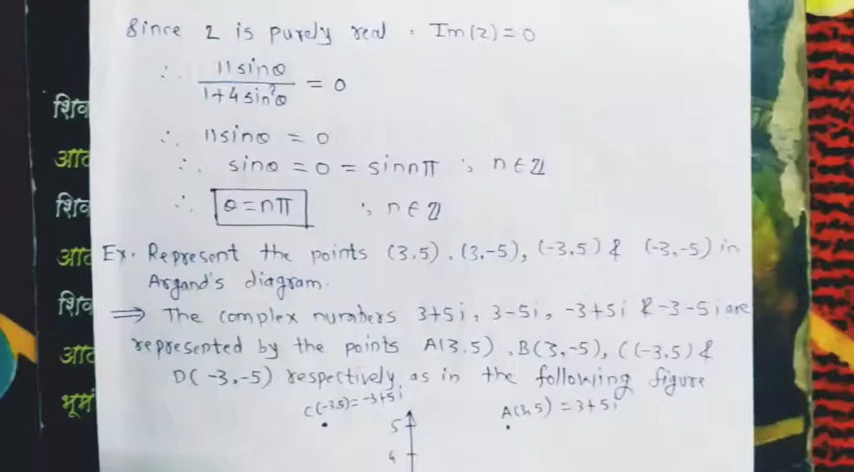 Since z is purely real . Im(z) = 0
∴ 11 sinθ / 1+4 sin²θ = 0
∴ 11 sinθ = 0
∴ sinθ = 0 = sin nπ ; n ∈ ℤ
∴ θ = nπ ; n ∈ ℤ
Ex. Represent the points (3,5), (3,-5), (-3,5) & (-3,-5) in
Argand's diagram.
⇒ The complex numbers 3+5i, 3-5i, -3+5i & -3-5i are
represented by the points A(3,5), B(3,-5), C(-3,5) &
D(-3,-5) respectively, as in the following figure
C(-3,5) = -3+5i
A(3,5) = 3+5i
5
4
शिव
आद
शिव
आद
शिव
आद